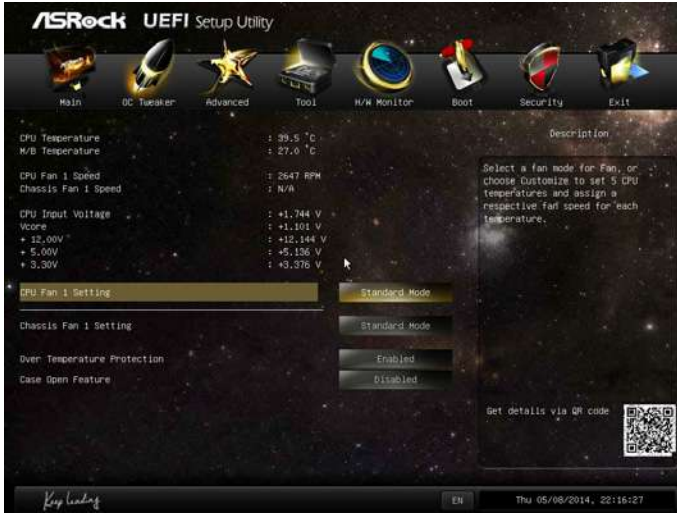 ASRock UEFI Setup Utility
Main OC Tweaker Advanced Tool H/W Monitor Boot Security Exit
CPU Temperature : 39.5 °C
M/B Temperature : 27.0 °C
CPU Fan 1 Speed : 2647 RPM
Chassis Fan 1 Speed : N/A
CPU Input Voltage : +1.744 V
Vcore : +1.101 V
+ 12.00V : +12.144 V
+ 5.00V : +5.136 V
+ 3.30V : +3.376 V
CPU Fan 1 Setting Standard Mode
Chassis Fan 1 Setting Standard Mode
Over Temperature Protection Enabled
Case Open Feature Disabled
Description
Select a fan mode for Fan, or
choose Customize to set 5 CPU
temperatures and assign a
respective fan speed for each
temperature.
Get details via QR code
Keep Leading
EN Thu 05/08/2014, 22:16:27